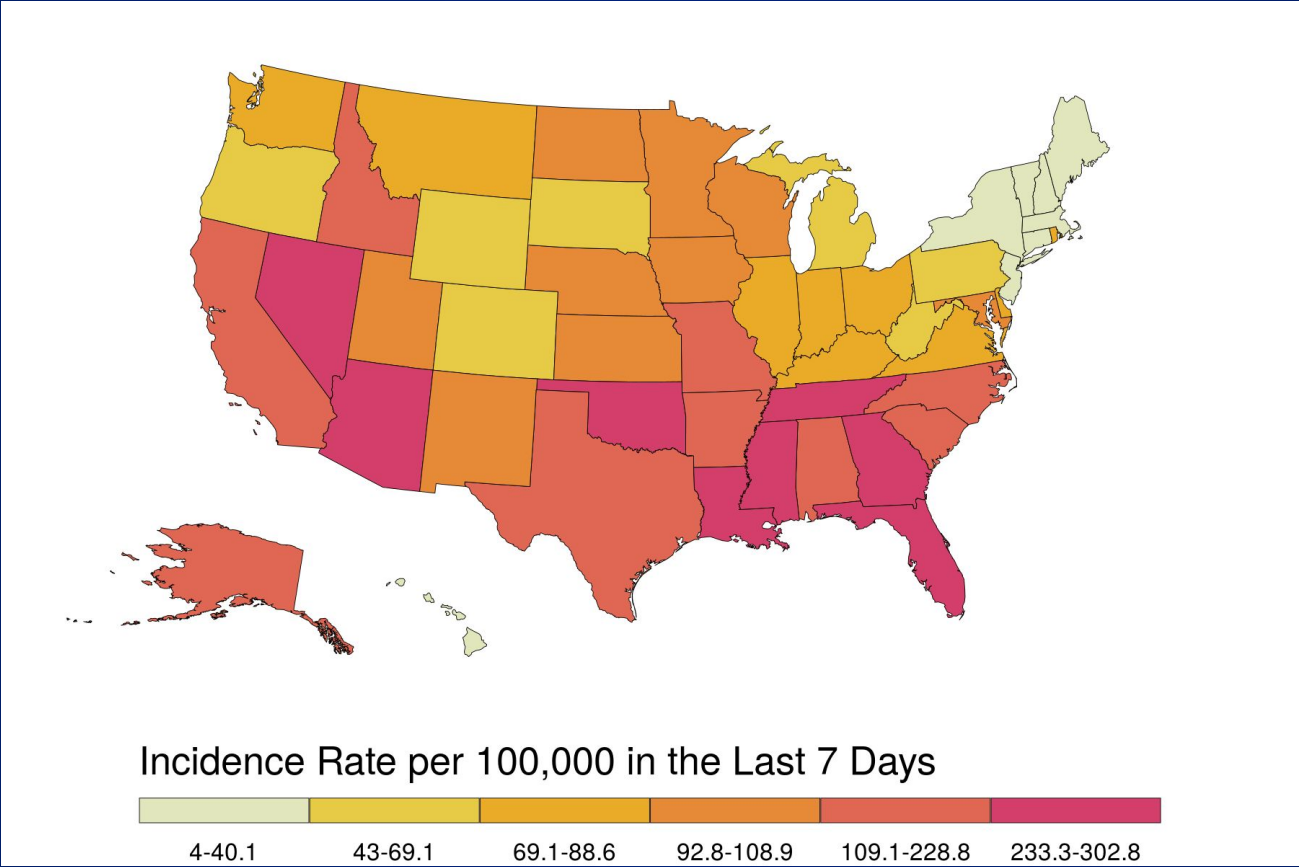 Incidence Rate per 100,000 in the Last 7 Days
4-40.1 43-69.1 69.1-88.6 92.8-108.9 109.1-228.8 233.3-302.8